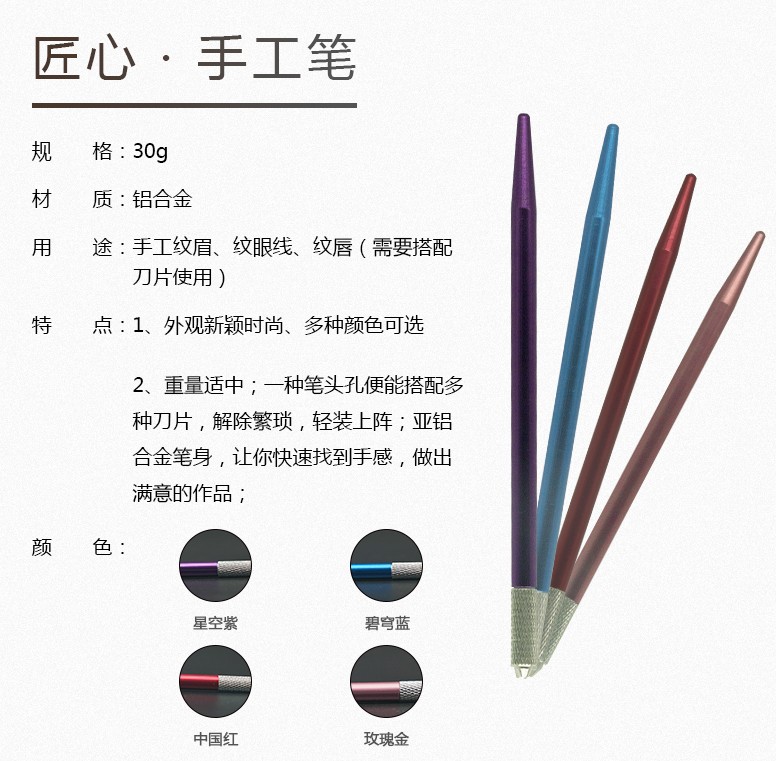 匠心·手工笔
规　　格：30g
材　　质：铝合金
用　　途：手工纹眉、纹眼线、纹唇（需要搭配
刀片使用）
特　　点：1、外观新颖时尚、多种颜色可选
2、重量适中；一种笔头孔便能搭配多
种刀片，解除繁琐，轻装上阵；亚铝
合金笔身，让你快速找到手感，做出
满意的作品；
颜　　色：
星空紫　碧穹蓝
中国红　玫瑰金